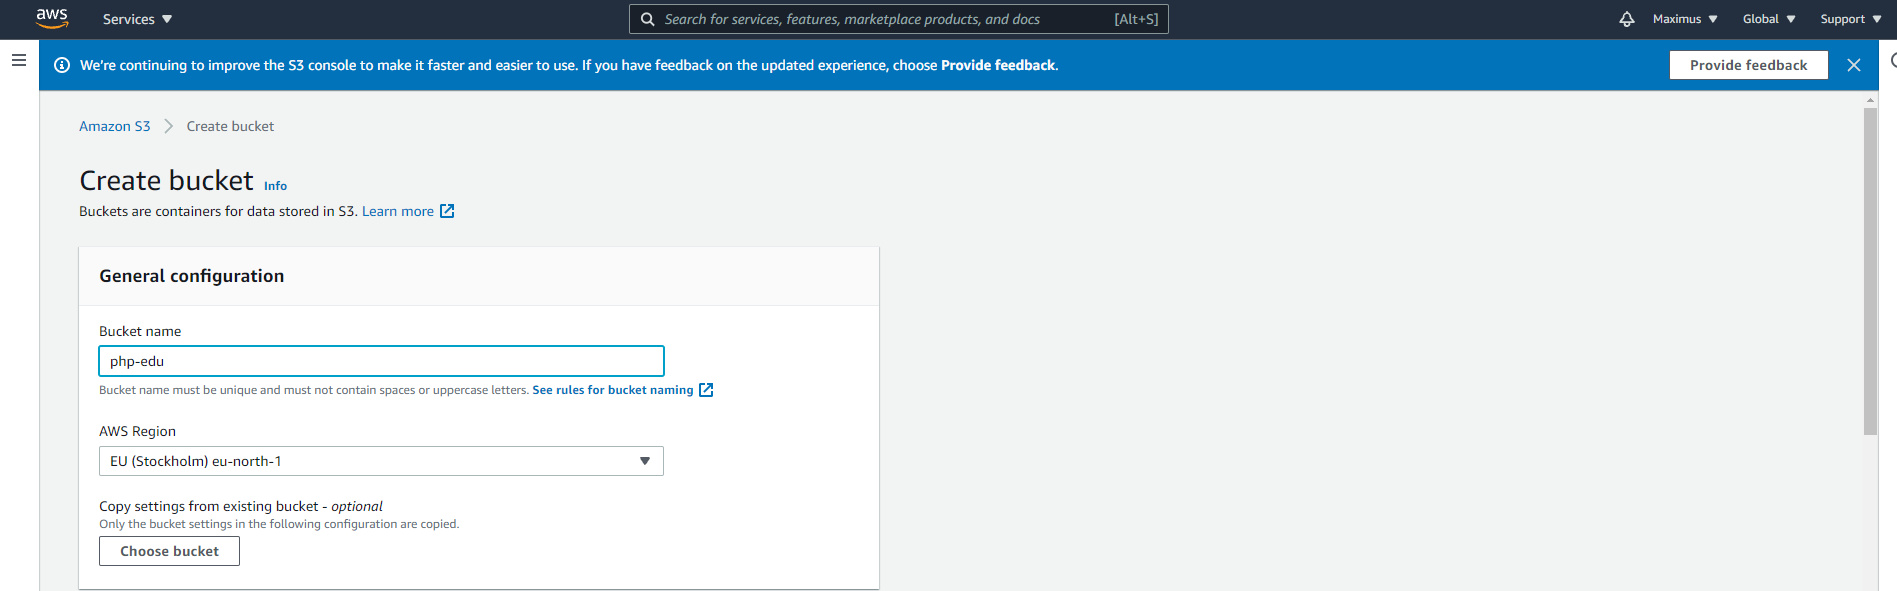 aws Services Search for services, features, marketplace products, and docs [Alt+S] Maximus Global Support
We're continuing to improve the S3 console to make it faster and easier to use. If you have feedback on the updated experience, choose Provide feedback. Provide feedback
Amazon S3 Create bucket
Create bucket Info
Buckets are containers for data stored in S3. Learn more
General configuration
Bucket name
php-edu
Bucket name must be unique and must not contain spaces or uppercase letters. See rules for bucket naming
AWS Region
EU (Stockholm) eu-north-1
Copy settings from existing bucket - optional
Only the bucket settings in the following configuration are copied.
Choose bucket